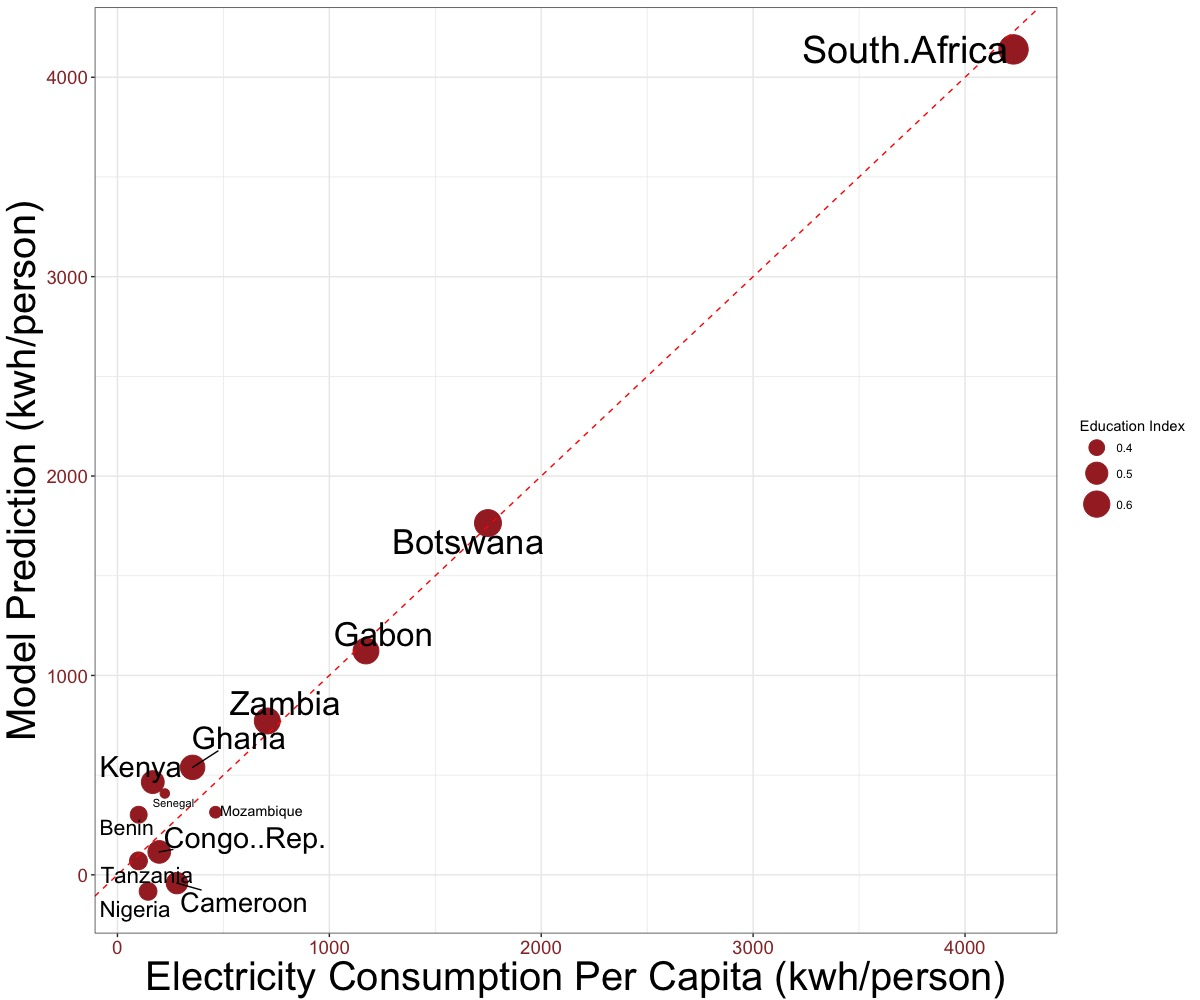 South.Africa
Botswana
Gabon
Zambia
Ghana
Kenya
Senegal
Mozambique
Benin
Congo..Rep.
Tanzania
Cameroon
Nigeria
4000
3000
2000
1000
0
Model Prediction (kwh/person)
0
1000
2000
3000
4000
Electricity Consumption Per Capita (kwh/person)
Education Index
0.4
0.5
0.6